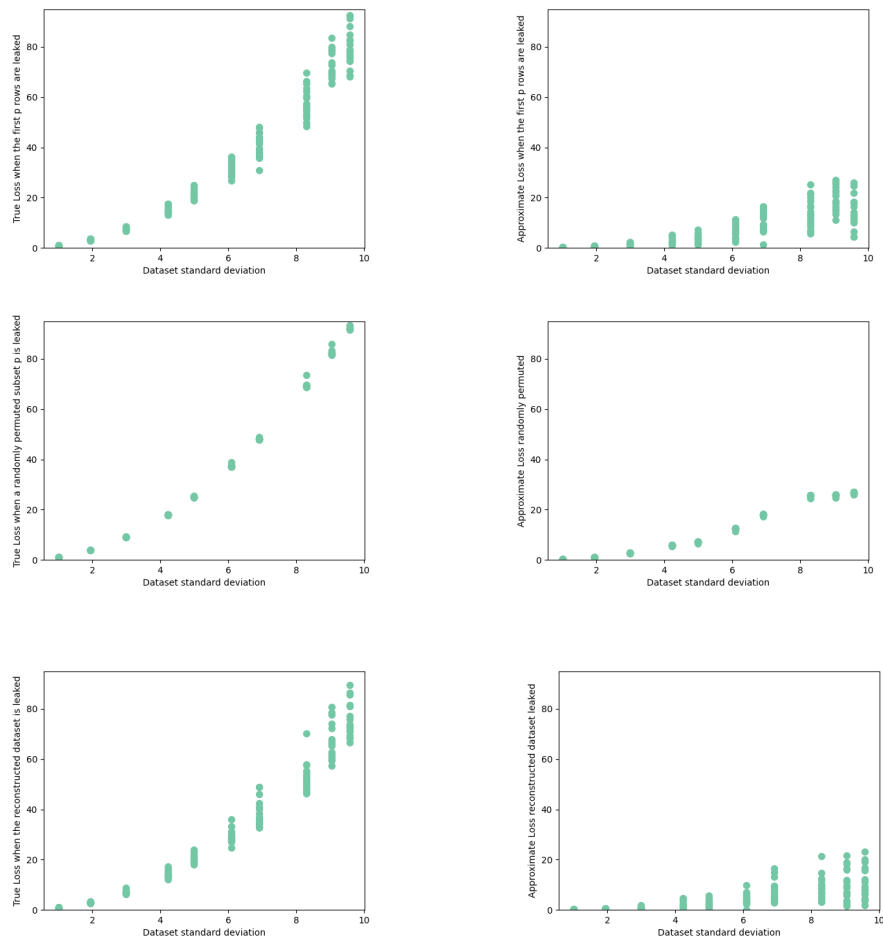 True Loss when the first p rows are leaked
80
60
40
20
0
2 4 6 8 10
Dataset standard deviation
Approximate Loss when the first p rows are leaked
80
60
40
20
0
2 4 6 8 10
Dataset standard deviation
True Loss when a randomly permuted subset p is leaked
80
60
40
20
0
2 4 6 8 10
Dataset standard deviation
Approximate Loss randomly permuted
80
60
40
20
0
2 4 6 8 10
Dataset standard deviation
True Loss when the reconstructed dataset is leaked
80
60
40
20
0
2 4 6 8 10
Dataset standard deviation
Approximate Loss reconstructed dataset leaked
80
60
40
20
0
2 4 6 8 10
Dataset standard deviation